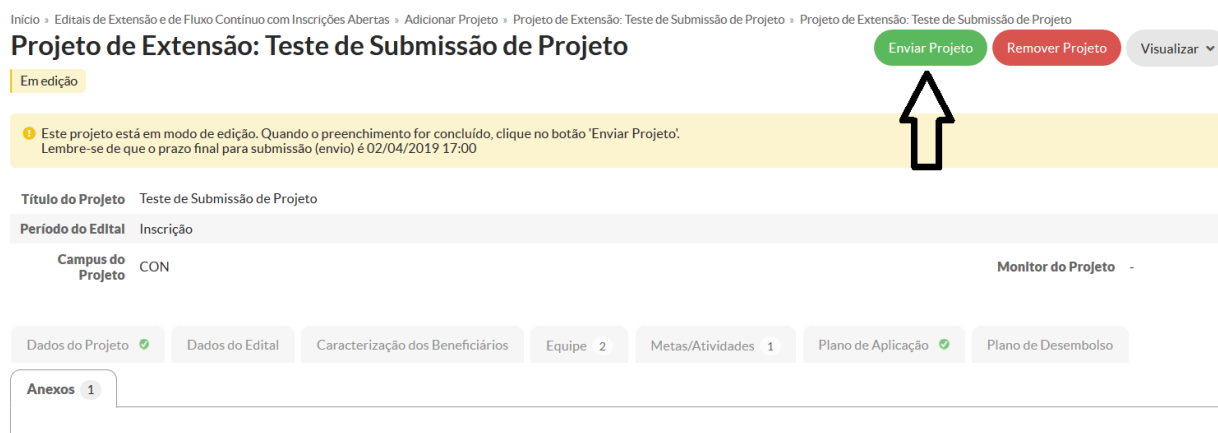 Início » Editais de Extensão e de Fluxo Contínuo com Inscrições Abertas » Adicionar Projeto » Projeto de Extensão: Teste de Submissão de Projeto » Projeto de Extensão: Teste de Submissão de Projeto
Projeto de Extensão: Teste de Submissão de Projeto
Enviar Projeto Remover Projeto Visualizar
Em edição
Este projeto está em modo de edição. Quando o preenchimento for concluído, clique no botão 'Enviar Projeto'.
Lembre-se de que o prazo final para submissão (envio) é 02/04/2019 17:00
Título do Projeto Teste de Submissão de Projeto
Período do Edital Inscrição
Campus do
Projeto CON Monitor do Projeto -
Dados do Projeto Dados do Edital Caracterização dos Beneficiários Equipe 2 Metas/Atividades 1 Plano de Aplicação Plano de Desembolso
Anexos 1